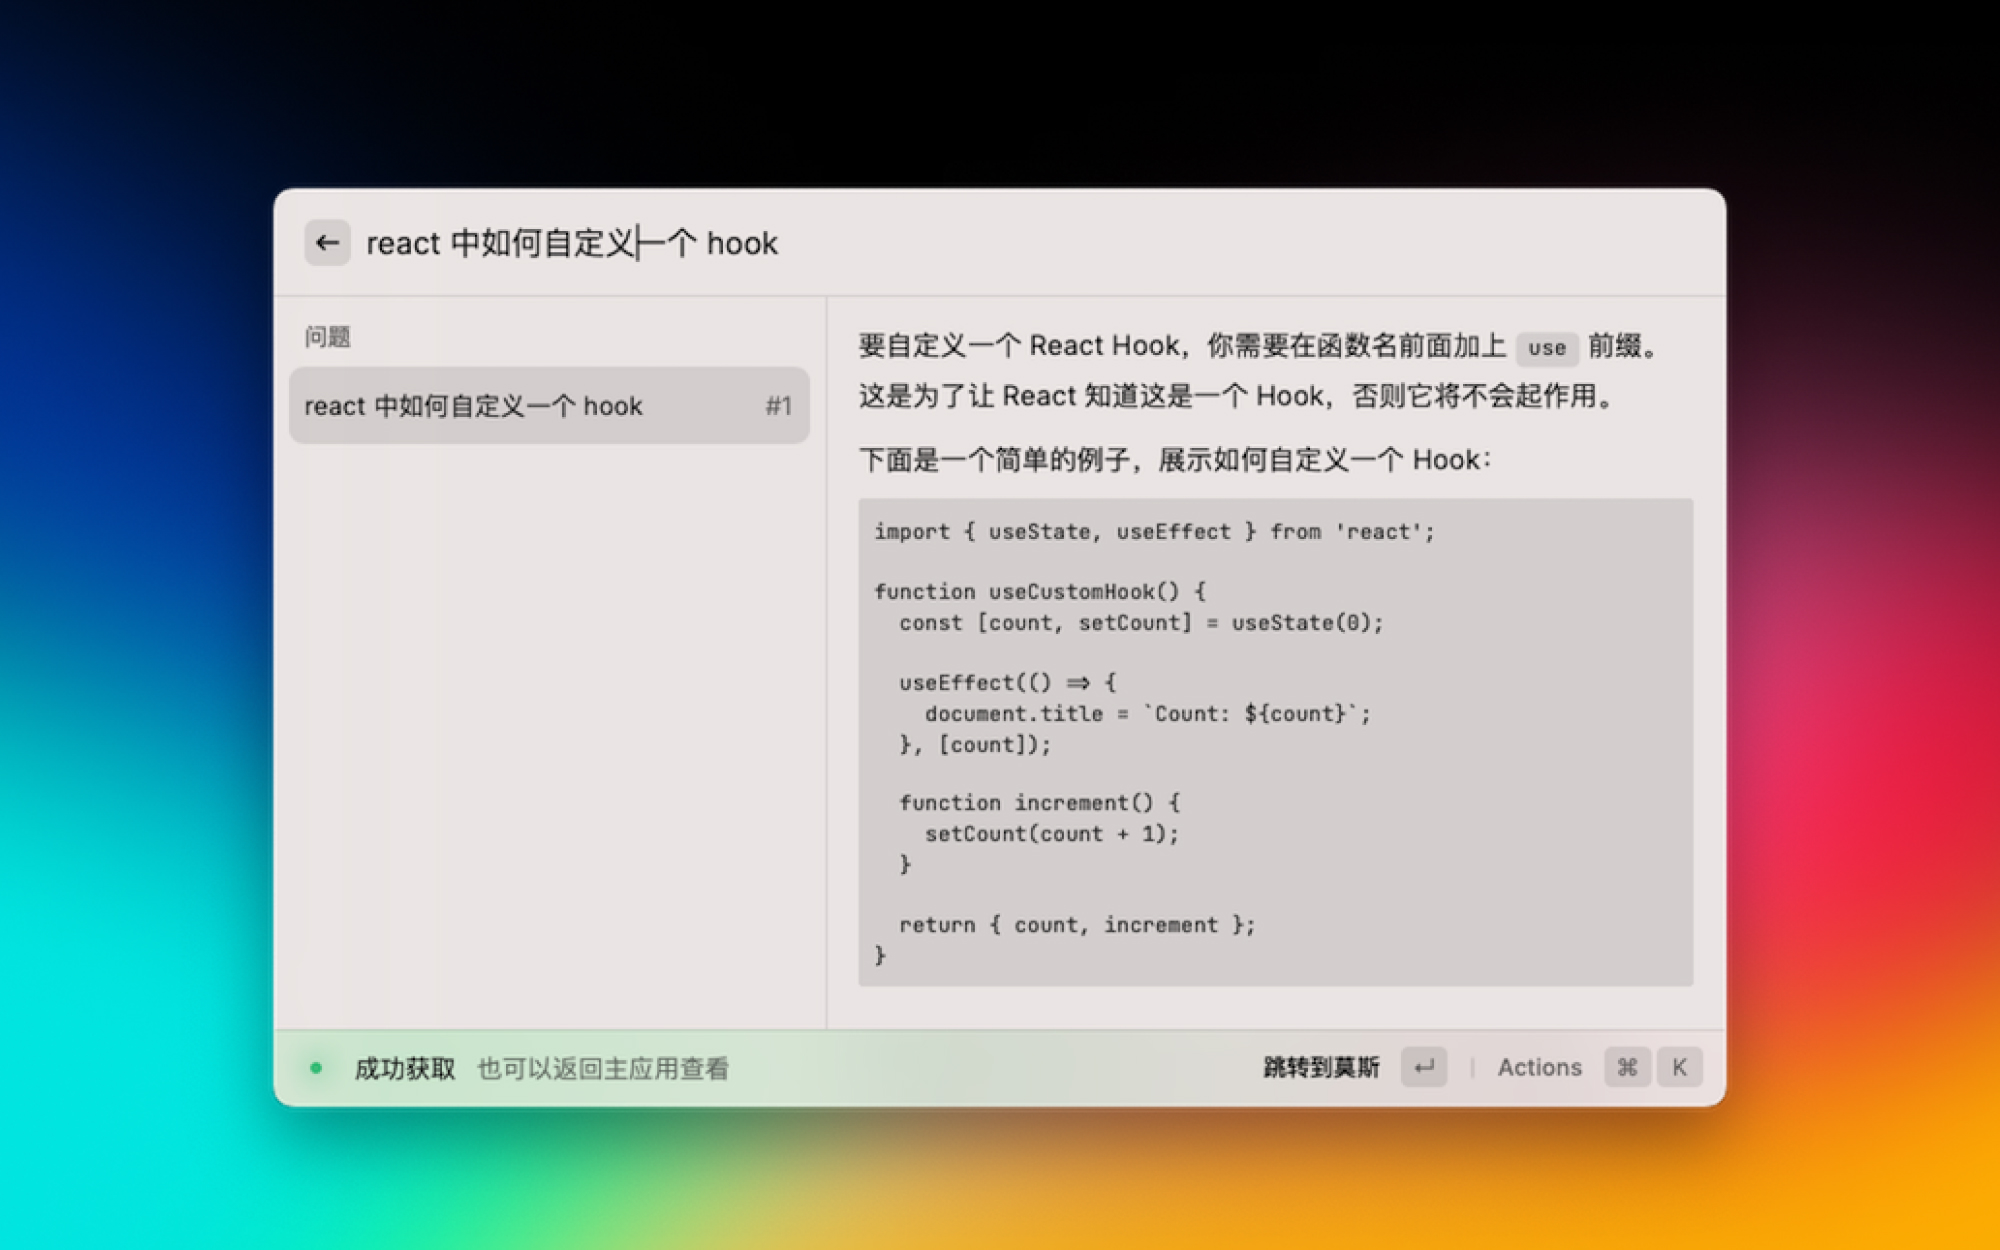 react 中如何自定义一个 hook
问题
react 中如何自定义一个 hook #1
要自定义一个 React Hook，你需要在函数名前面加上 use 前缀。
这是为了让 React 知道这是一个 Hook，否则它将不会起作用。
下面是一个简单的例子，展示如何自定义一个 Hook：
import { useState, useEffect } from 'react';
function useCustomHook() {
  const [count, setCount] = useState(0);
  useEffect(() => {
    document.title = `Count: ${count}`;
  }, [count]);
  function increment() {
    setCount(count + 1);
  }
  return { count, increment };
}
成功获取 也可以返回主应用查看 跳转到莫斯 ↵ | Actions ⌘ K